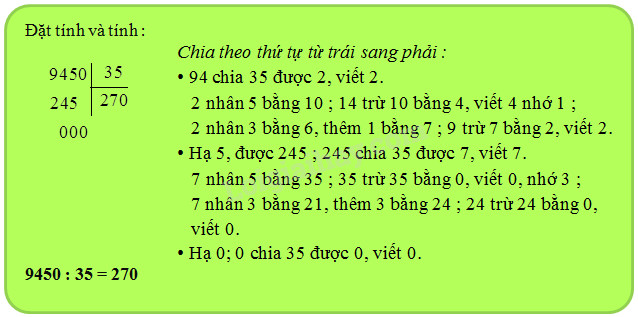 Đặt tính và tính :
Chia theo thứ tự từ trái sang phải :
9450 35
245 270
000
• 94 chia 35 được 2, viết 2.
2 nhân 5 bằng 10 ; 14 trừ 10 bằng 4, viết 4 nhớ 1 ;
2 nhân 3 bằng 6, thêm 1 bằng 7 ; 9 trừ 7 bằng 2, viết 2.
• Hạ 5, được 245 ; 245 chia 35 được 7, viết 7.
7 nhân 5 bằng 35 ; 35 trừ 35 bằng 0, viết 0, nhớ 3 ;
7 nhân 3 bằng 21, thêm 3 bằng 24 ; 24 trừ 24 bằng 0,
viết 0.
• Hạ 0; 0 chia 35 được 0, viết 0.
9450 : 35 = 270